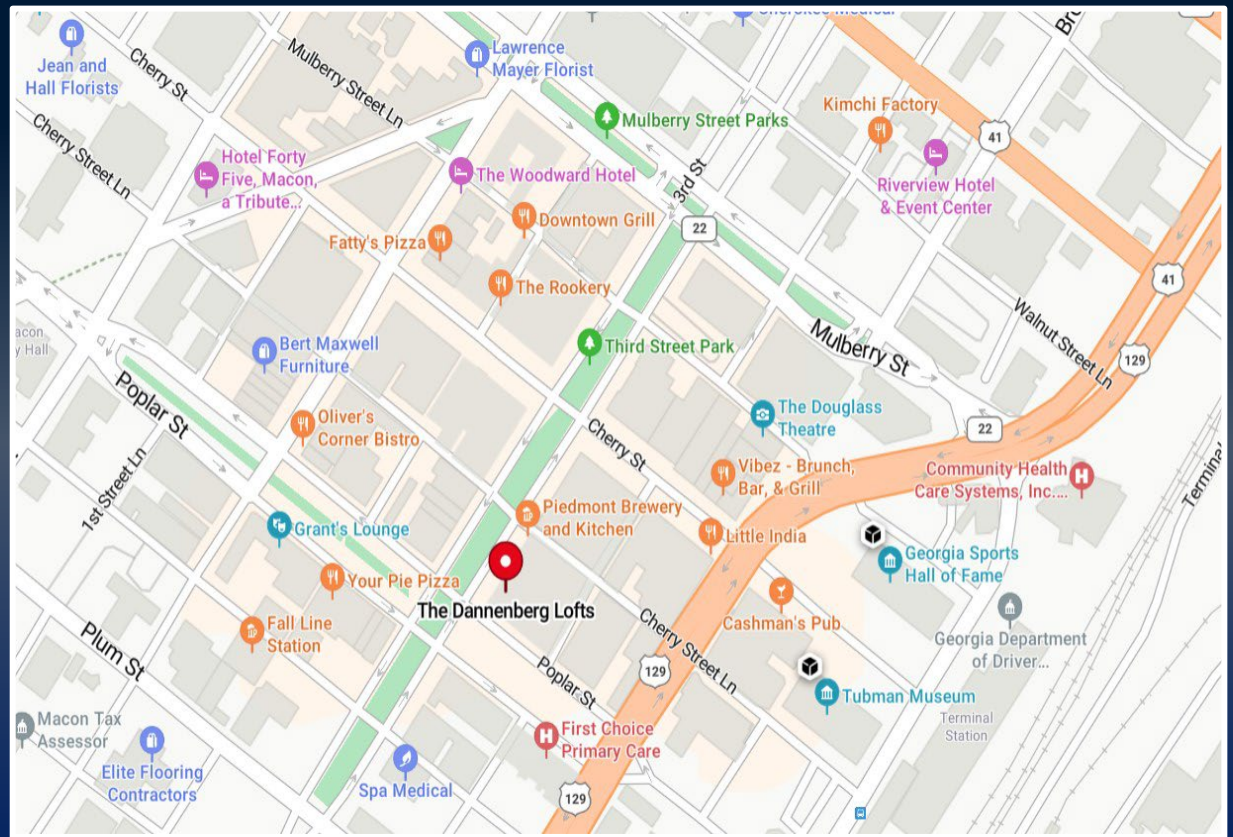 Cherokee Medical
Lawrence
Mayer Florist
Jean and
Hall Florists
Cherry St
Mulberry Street Ln
Kimchi Factory
Mulberry Street Parks
41
Cherry Street Ln
Hotel Forty
Five, Macon,
a Tribute...
The Woodward Hotel
3rd St
Riverview Hotel
& Event Center
Downtown Grill
22
Fatty's Pizza
The Rookery
41
Walnut Street Ln
Mulberry St
Third Street Park
Bert Maxwell
Furniture
129
Poplar St
The Douglass
Theatre
Oliver's
Corner Bistro
Cherry St
22
1st Street Ln
Vibez - Brunch,
Bar, & Grill
Community Health
Care Systems, Inc....
Terminal
Piedmont Brewery
and Kitchen
Grant's Lounge
Little India
Georgia Sports
Hall of Fame
Your Pie Pizza
The Dannenberg Lofts
Cashman's Pub
Fall Line
Station
Cherry Street Ln
Georgia Department
of Driver...
Plum St
Poplar St
129
Tubman Museum
Macon Tax
Assessor
First Choice
Primary Care
Terminal
Station
Elite Flooring
Contractors
Spa Medical
129